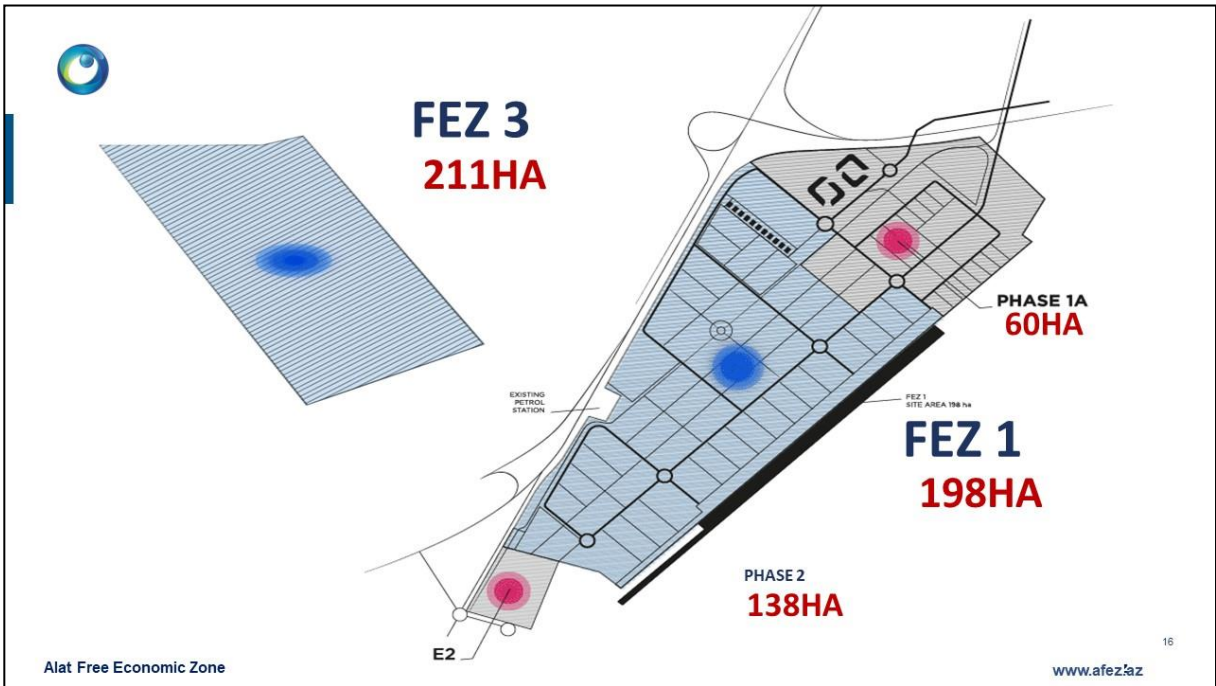 FEZ 3
211HA
PHASE 1A
60HA
EXISTING
PETROL
STATION
FEZ 1
SITE AREA 198 ha
FEZ 1
198HA
PHASE 2
138HA
E2
16
Alat Free Economic Zone
www.afez.az